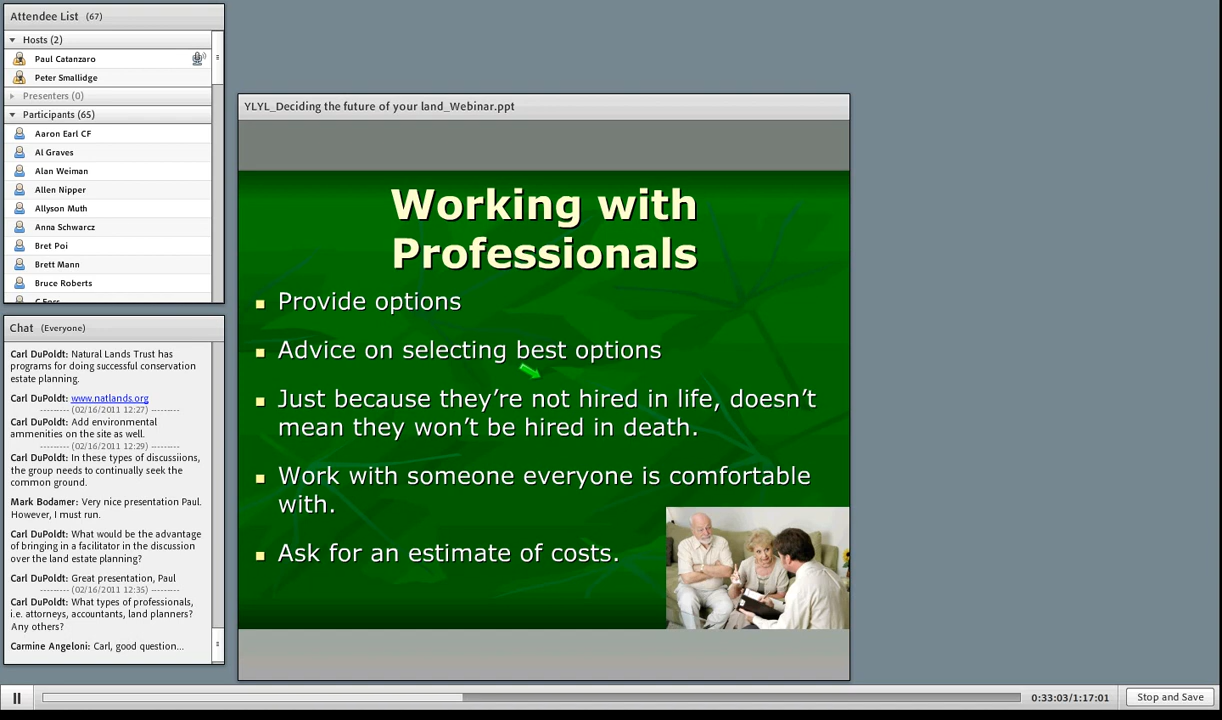 Attendee List (67)
Hosts (2)
Paul Catanzaro
Peter Smallidge
Presenters (0)
Participants (65)
Aaron Earl CF
Al Graves
Alan Weiman
Allen Nipper
Allyson Muth
Anna Schwarcz
Bret Poi
Brett Mann
Bruce Roberts
Chat (Everyone)
Carl DuPoldt: Natural Lands Trust has
programs for doing successful conservation
estate planning.
Carl DuPoldt: www.natlands.org
--------- (02/16/2011 12:27) ---------
Carl DuPoldt: Add environmental
ammenities on the site as well.
--------- (02/16/2011 12:29) ---------
Carl DuPoldt: In these types of discussiions,
the group needs to continually seek the
common ground.
Mark Bodamer: Very nice presentation Paul.
However, I must run.
Carl DuPoldt: What would be the advantage
of bringing in a facilitator in the discussion
over the land estate planning?
Carl DuPoldt: Great presentation, Paul
--------- (02/16/2011 12:35) ---------
Carl DuPoldt: What types of professionals,
i.e. attorneys, accountants, land planners?
Any others?
Carmine Angeloni: Carl, good question...
YLYL_Deciding the future of your land_Webinar.ppt
Working with
Professionals
Provide options
Advice on selecting best options
Just because they're not hired in life, doesn't
mean they won't be hired in death.
Work with someone everyone is comfortable
with.
Ask for an estimate of costs.
0:33:03/1:17:01
Stop and Save